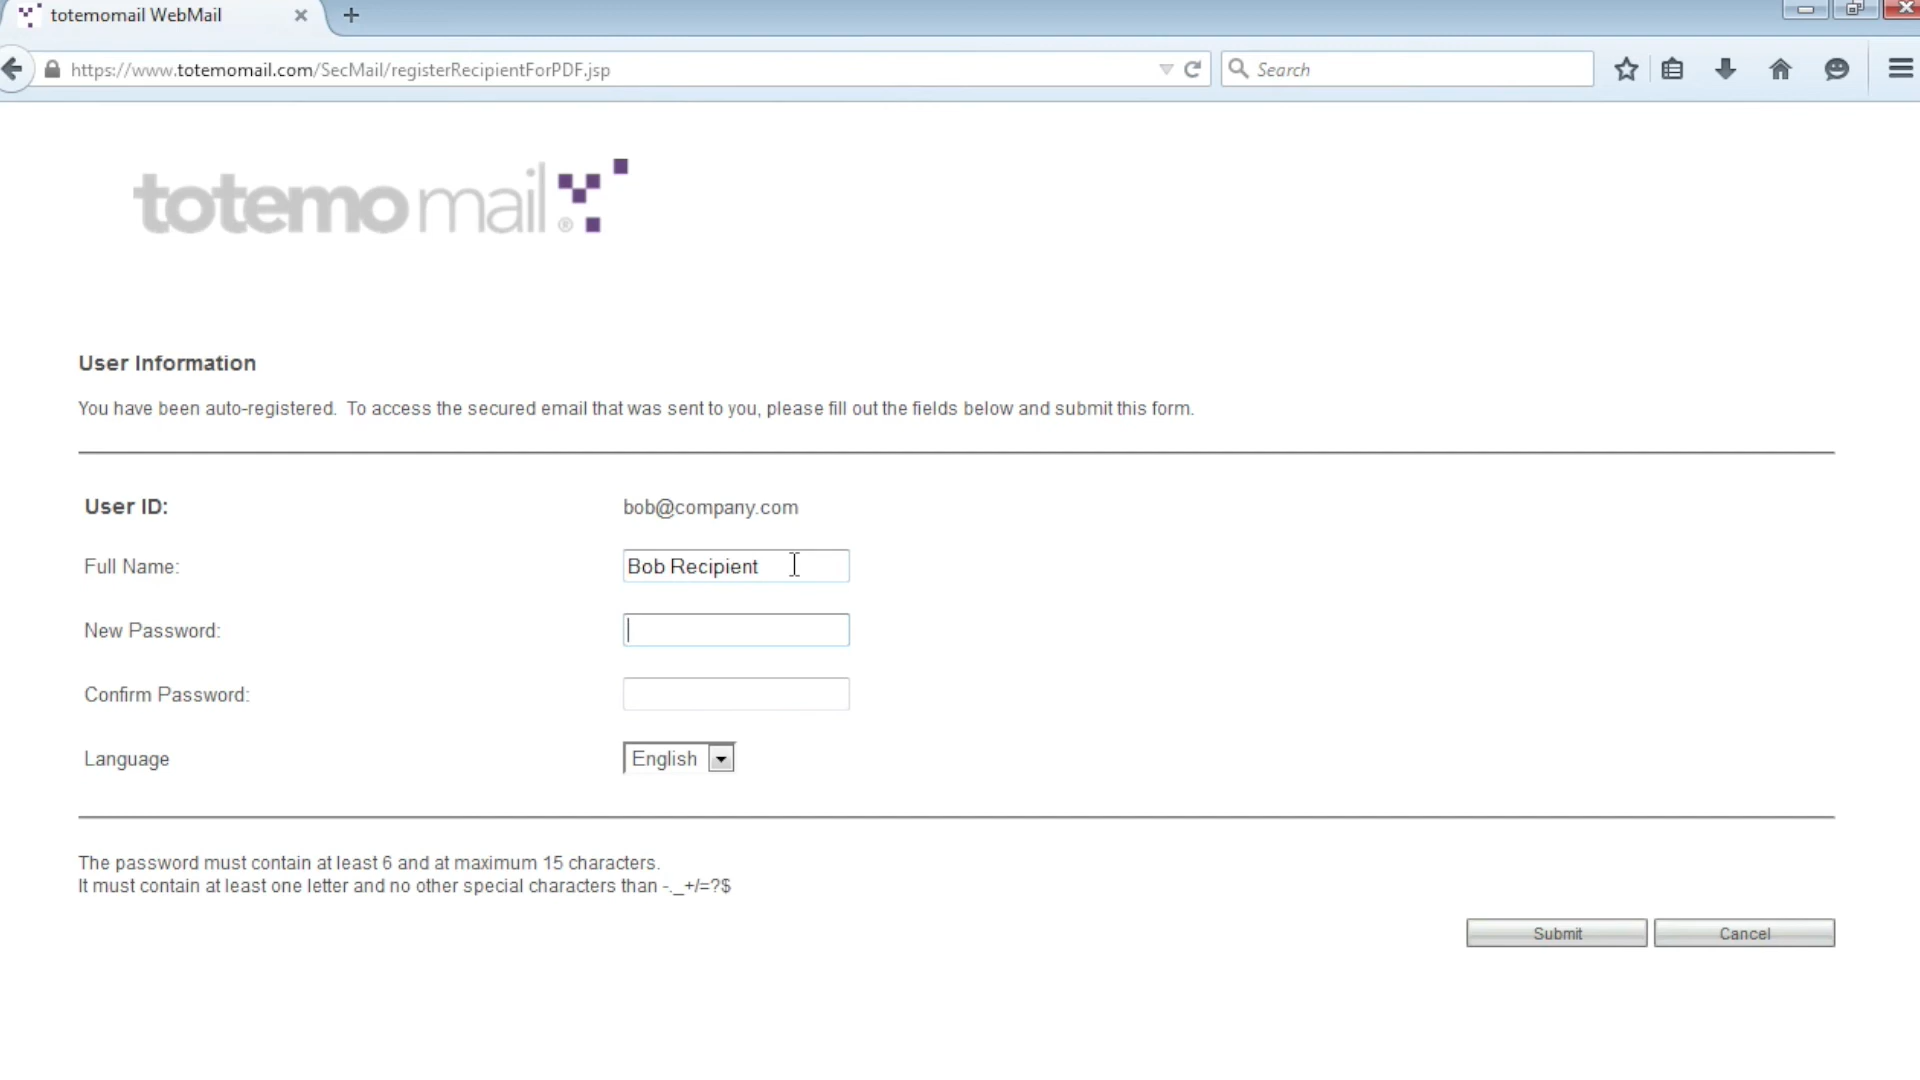 totemomail WebMail
https://www.totemomail.com/SecMail/registerRecipientForPDF.jsp
Search
totemomail®
User Information
You have been auto-registered. To access the secured email that was sent to you, please fill out the fields below and submit this form.
User ID: bob@company.com
Full Name: Bob Recipient
New Password:
Confirm Password:
Language English
The password must contain at least 6 and at maximum 15 characters.
It must contain at least one letter and no other special characters than -._+/=?$
Submit Cancel